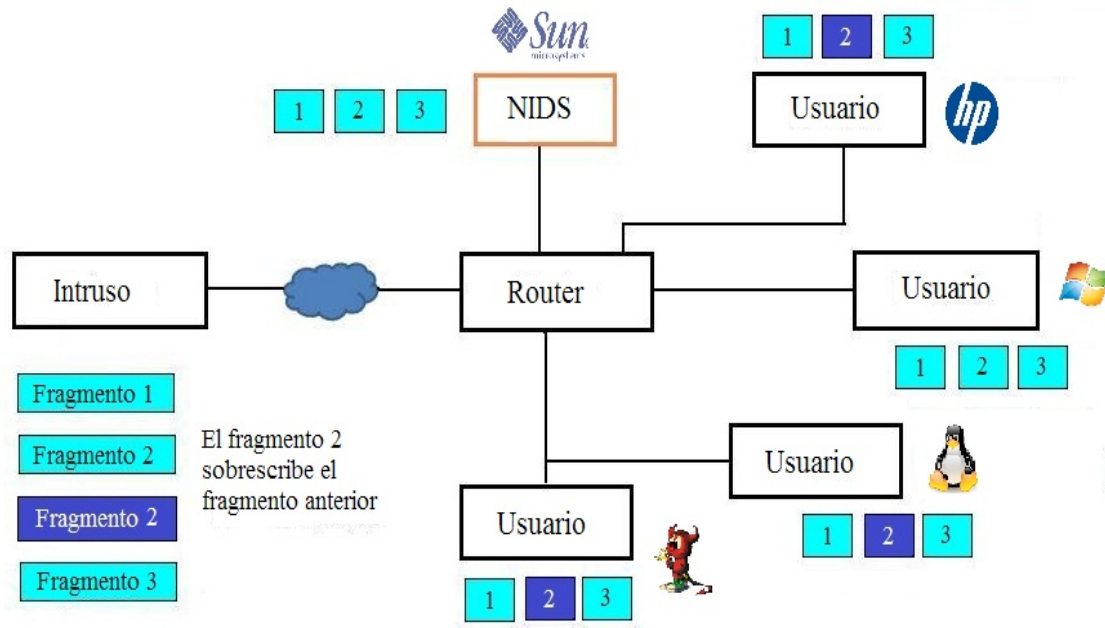 Sun
microsystems
1 2 3
NIDS
1 2 3
Usuario
hp
Intruso
Router
Usuario
1 2 3
Fragmento 1
Fragmento 2
Fragmento 2
Fragmento 3
El fragmento 2
sobrescribe el
fragmento anterior
Usuario
1 2 3
Usuario
1 2 3